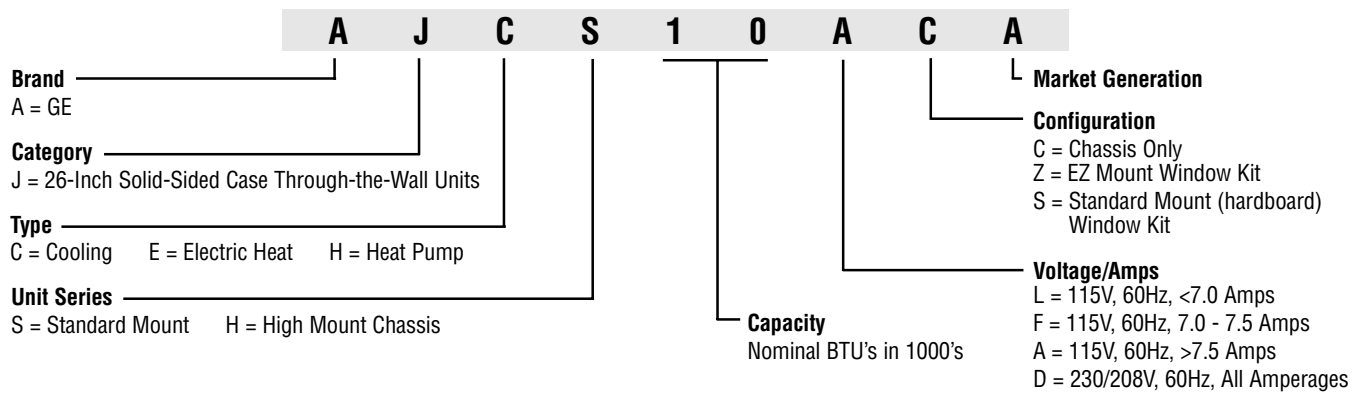 A J C S 1 0 A C A
Brand
A = GE
Category
J = 26-Inch Solid-Sided Case Through-the-Wall Units
Type
C = Cooling E = Electric Heat H = Heat Pump
Unit Series
S = Standard Mount H = High Mount Chassis
Capacity
Nominal BTU's in 1000's
Market Generation
Configuration
C = Chassis Only
Z = EZ Mount Window Kit
S = Standard Mount (hardboard)
Window Kit
Voltage/Amps
L = 115V, 60Hz, <7.0 Amps
F = 115V, 60Hz, 7.0 - 7.5 Amps
A = 115V, 60Hz, >7.5 Amps
D = 230/208V, 60Hz, All Amperages